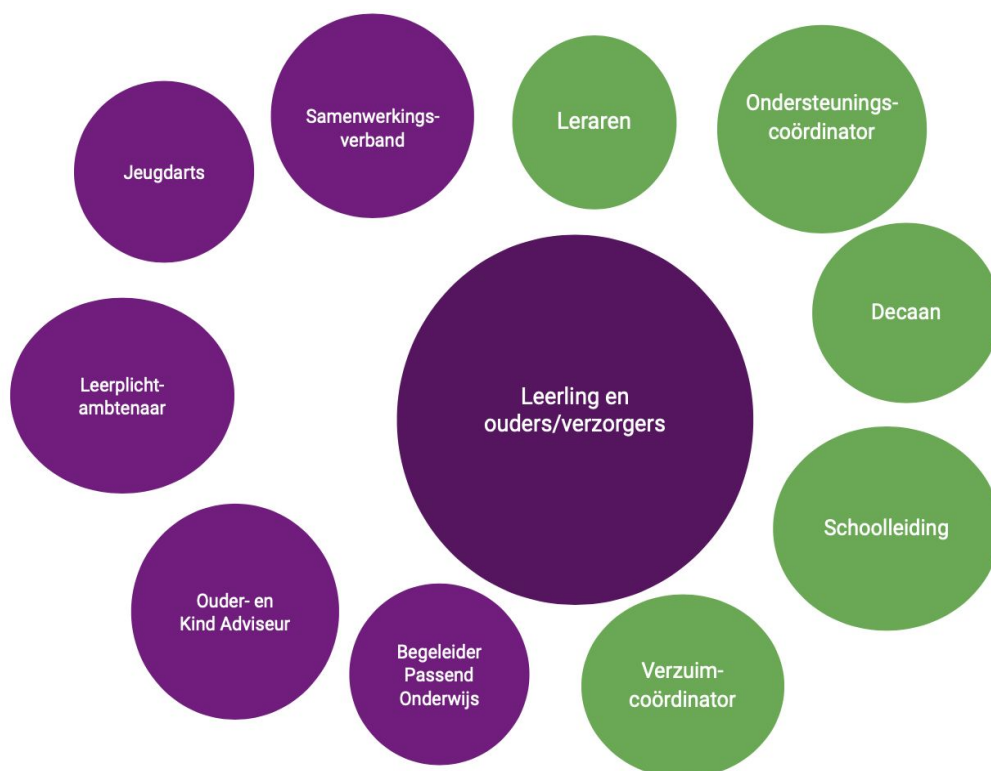 Samenwerkings-
verband
Leraren
Ondersteunings-
coördinator
Jeugdarts
Decaan
Leerplicht-
ambtenaar
Leerling en
ouders/verzorgers
Schoolleiding
Ouder- en
Kind Adviseur
Begeleider
Passend
Onderwijs
Verzuim-
coördinator